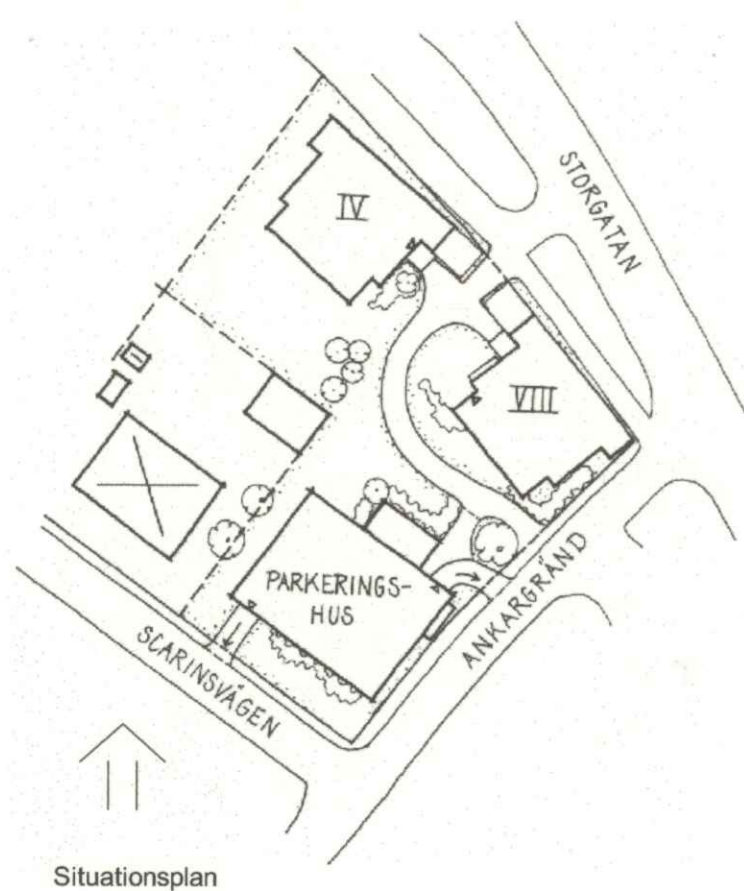 STORGATAN
IV
VIII
PARKERINGS-
HUS
ANKARGRÄND
SCARINSVÄGEN
Situationsplan